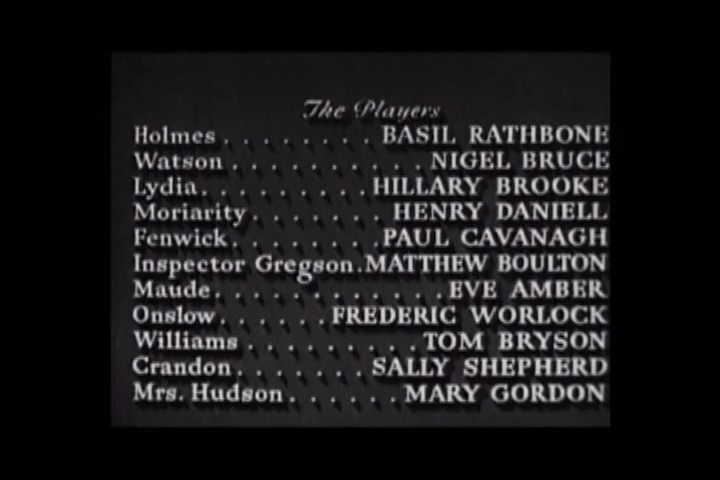 The Players
Holmes . . . . . . . . BASIL RATHBONE
Watson . . . . . . . . . . NIGEL BRUCE
Lydia . . . . . . . . . HILLARY BROOKE
Moriarity . . . . . . . HENRY DANIELL
Fenwick . . . . . . . . PAUL CAVANAGH
Inspector Gregson . MATTHEW BOULTON
Maude . . . . . . . . . . . EVE AMBER
Onslow . . . . . . FREDERIC WORLOCK
Williams . . . . . . . . . TOM BRYSON
Crandon . . . . . . . SALLY SHEPHERD
Mrs. Hudson . . . . . . MARY GORDON